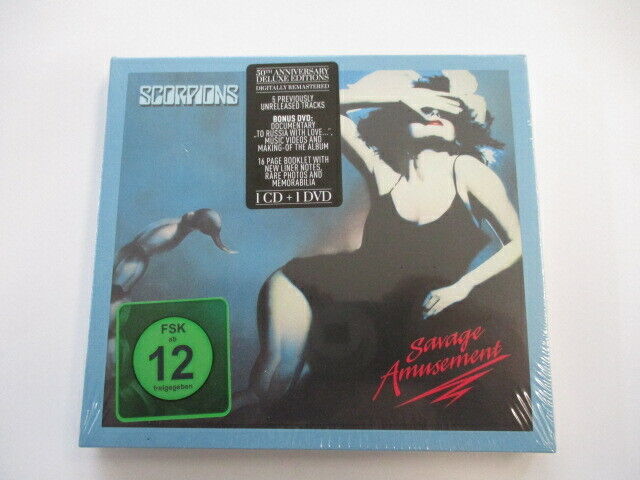 SCORPIONS
50TH ANNIVERSARY
DELUXE EDITIONS
DIGITALLY REMASTERED
5 PREVIOUSLY
UNRELEASED TRACKS
BONUS DVD:
DOCUMENTARY
„TO RUSSIA WITH LOVE...",
MUSIC VIDEOS AND
MAKING-OF THE ALBUM
16 PAGE BOOKLET WITH
NEW LINER NOTES,
RARE PHOTOS AND
MEMORABILIA
1 CD + 1 DVD
FSK
ab
12
freigegeben
Savage
Amusement